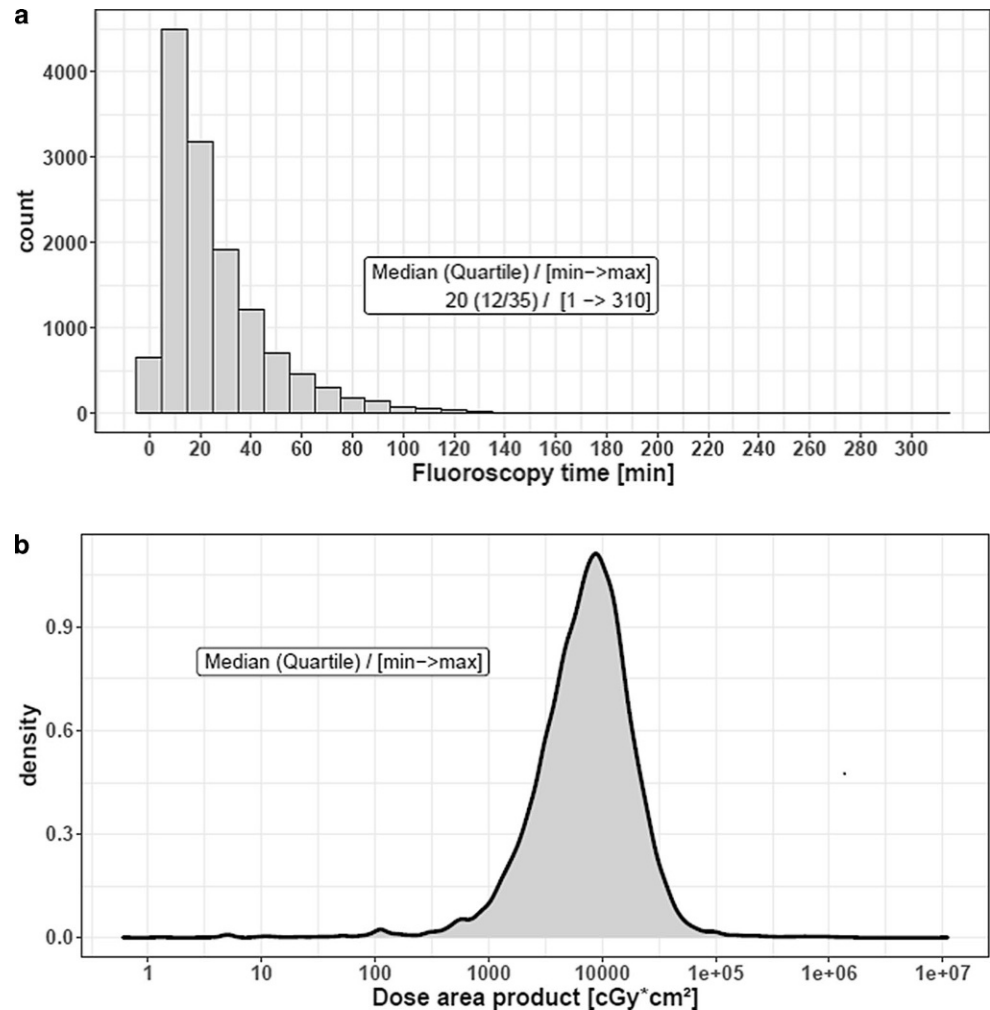 a
4000
3000
2000
1000
0
count
Median (Quartile) / [min−>max]
20 (12/35) / [1 −> 310]
0 20 40 60 80 100 120 140 160 180 200 220 240 260 280 300
Fluoroscopy time [min]
b
0.9
0.6
0.3
0.0
density
Median (Quartile) / [min−>max]
1 10 100 1000 10000 1e+05 1e+06 1e+07
Dose area product [cGy*cm²]